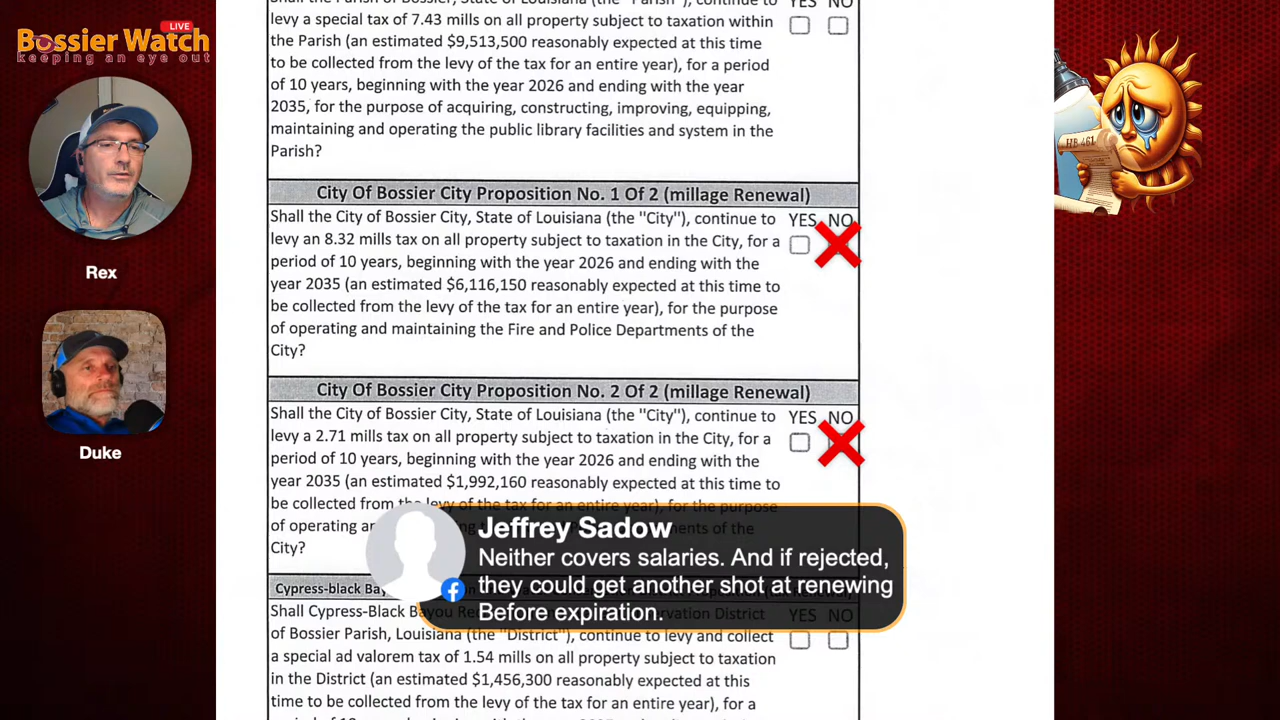 LIVE
Bossier Watch
keeping an eye out
Rex
Duke
HB 461
YES NO
levy a special tax of 7.43 mills on all property subject to taxation within
the Parish (an estimated $9,513,500 reasonably expected at this time
to be collected from the levy of the tax for an entire year), for a period
of 10 years, beginning with the year 2026 and ending with the year
2035, for the purpose of acquiring, constructing, improving, equipping,
maintaining and operating the public library facilities and system in the
Parish?
City Of Bossier City Proposition No. 1 Of 2 (millage Renewal)
Shall the City of Bossier City, State of Louisiana (the "City"), continue to
YES NO
levy an 8.32 mills tax on all property subject to taxation in the City, for a
period of 10 years, beginning with the year 2026 and ending with the
year 2035 (an estimated $6,116,150 reasonably expected at this time to
be collected from the levy of the tax for an entire year), for the purpose
of operating and maintaining the Fire and Police Departments of the
City?
City Of Bossier City Proposition No. 2 Of 2 (millage Renewal)
Shall the City of Bossier City, State of Louisiana (the "City"), continue to
YES NO
levy a 2.71 mills tax on all property subject to taxation in the City, for a
period of 10 years, beginning with the year 2026 and ending with the
year 2035 (an estimated $1,992,160 reasonably expected at this time to
be collected from the levy of the tax for an entire year), for the purpose
of operating
City?
Jeffrey Sadow
Neither covers salaries. And if rejected,
they could get another shot at renewing
Before expiration.
Cypress-black
Shall Cypress-Black Bayou
YES NO
of Bossier Parish, Louisiana (the "District"), continue to levy and collect
a special ad valorem tax of 1.54 mills on all property subject to taxation
in the District (an estimated $1,456,300 reasonably expected at this
time to be collected from the levy of the tax for an entire year), for a